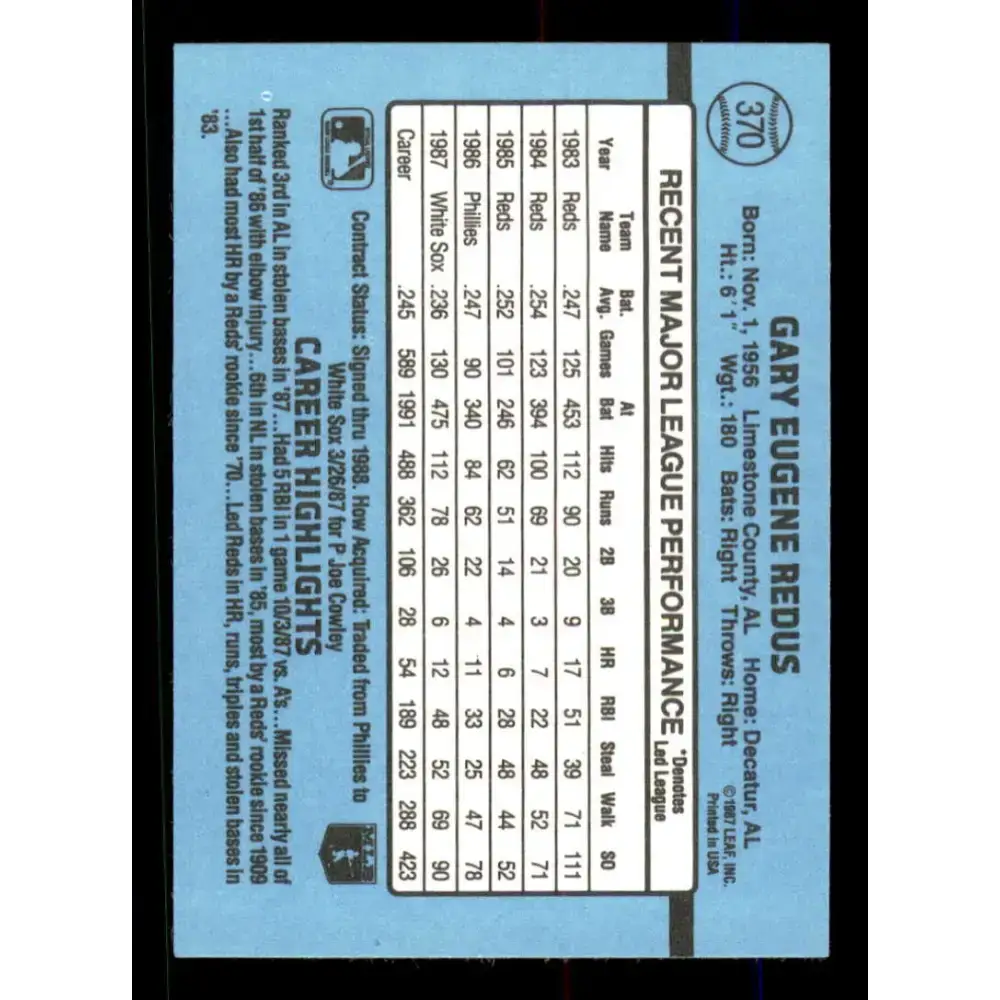 370
GARY EUGENE REDUS
Born: Nov. 1, 1956 Limestone County, AL Home: Decatur, AL
Ht.: 6'1" Wgt.: 180 Bats: Right Throws: Right
©1987 LEAF, INC.
Printed in USA
RECENT MAJOR LEAGUE PERFORMANCE *Denotes Led League
Year Team Name Bat. Avg. Games At Bat Hits Runs 2B 3B HR RBI Steal Walk SO
1983 Reds .247 125 453 112 90 20 9 17 51 39 71 111
1984 Reds .254 123 394 100 69 21 3 7 22 48 52 71
1985 Reds .252 101 246 62 51 14 4 6 28 48 44 52
1986 Phillies .247 90 340 84 62 22 4 11 33 25 47 78
1987 White Sox .236 130 475 112 78 26 6 12 48 52 69 90
Career .245 589 1991 488 362 106 28 54 189 223 288 423
Contract Status: Signed thru 1988. How Acquired: Traded from Phillies to
White Sox 3/26/87 for P Joe Cowley
MLB
CAREER HIGHLIGHTS
Ranked 3rd in AL in stolen bases in '87...Had 5 RBI in 1 game 10/3/87 vs. A's...Missed nearly all of
1st half of '86 with elbow injury...6th in NL in stolen bases in '85, most by a Reds' rookie since 1909
...Also had most HR by a Reds' rookie since '70...Led Reds in HR, runs, triples and stolen bases in
'83.